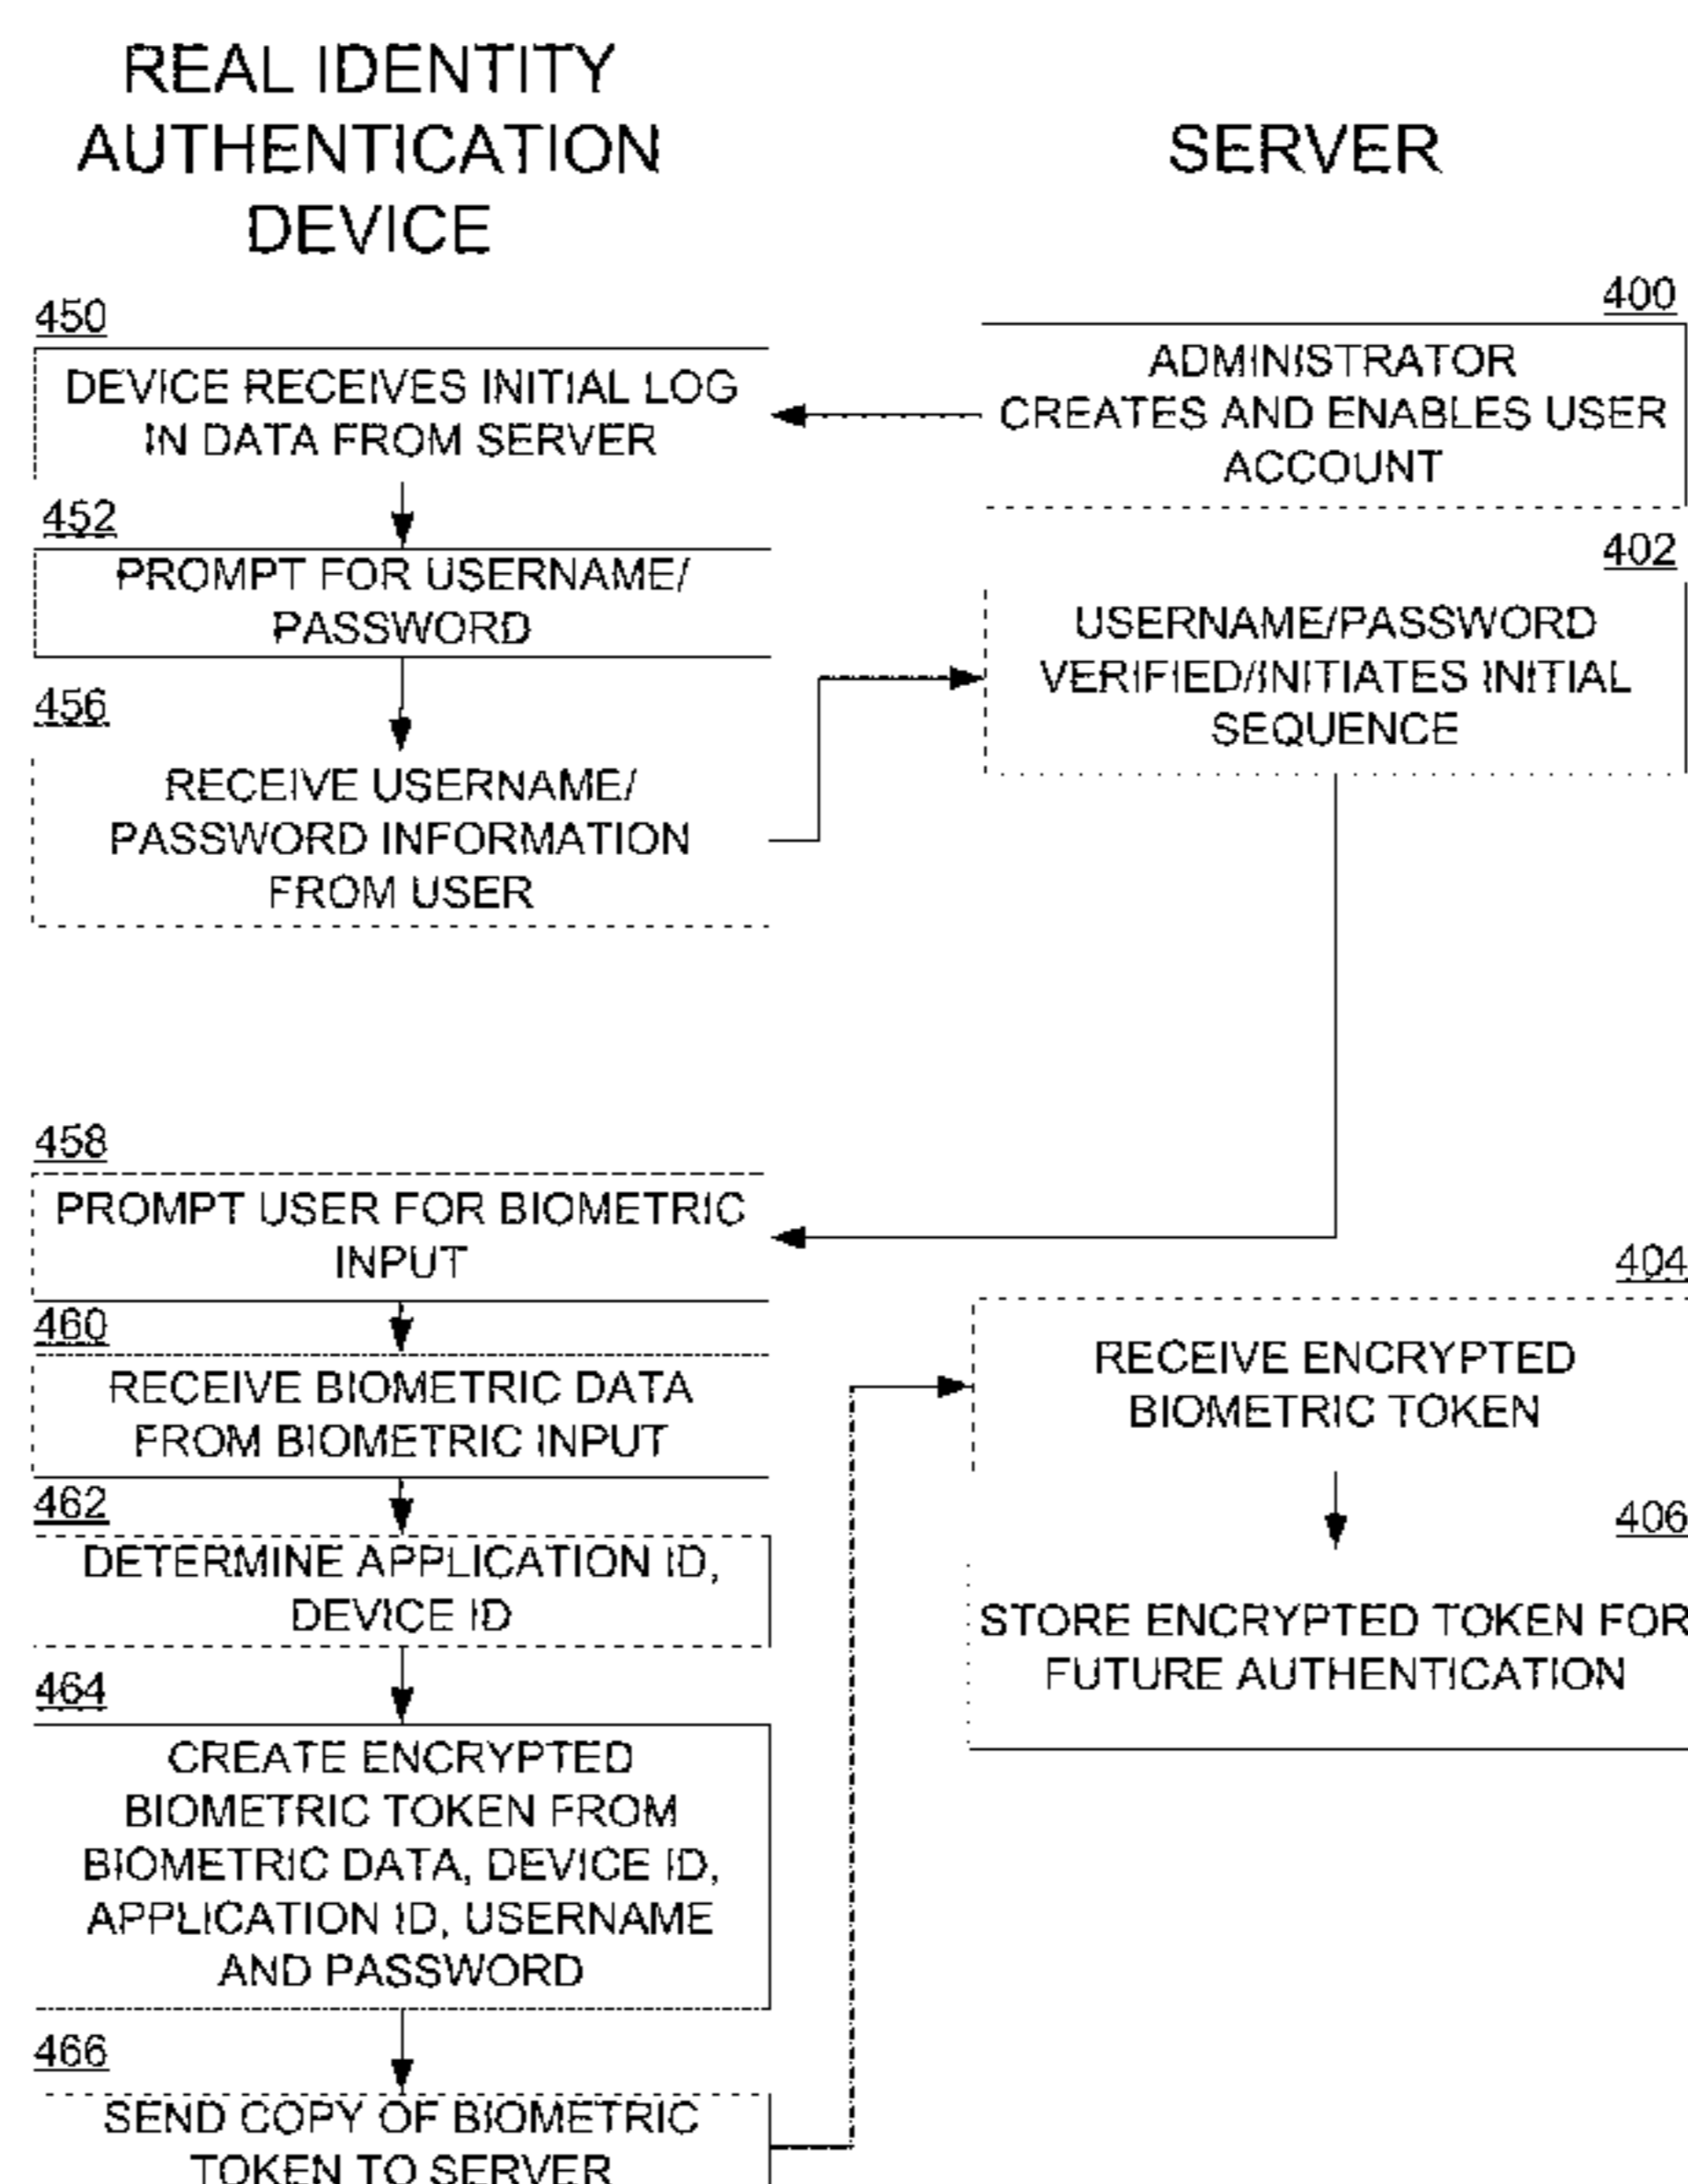 REAL IDENTITY
AUTHENTICATION
DEVICE
SERVER
450
DEVICE RECEIVES INITIAL LOG
IN DATA FROM SERVER
400
ADMINISTRATOR
CREATES AND ENABLES USER
ACCOUNT
452
PROMPT FOR USERNAME/
PASSWORD
402
USERNAME/PASSWORD
VERIFIED/INITIATES INITIAL
SEQUENCE
456
RECEIVE USERNAME/
PASSWORD INFORMATION
FROM USER
458
PROMPT USER FOR BIOMETRIC
INPUT
460
RECEIVE BIOMETRIC DATA
FROM BIOMETRIC INPUT
404
RECEIVE ENCRYPTED
BIOMETRIC TOKEN
462
DETERMINE APPLICATION ID,
DEVICE ID
406
STORE ENCRYPTED TOKEN FOR
FUTURE AUTHENTICATION
464
CREATE ENCRYPTED
BIOMETRIC TOKEN FROM
BIOMETRIC DATA, DEVICE ID,
APPLICATION ID, USERNAME
AND PASSWORD
466
SEND COPY OF BIOMETRIC
TOKEN TO SERVER